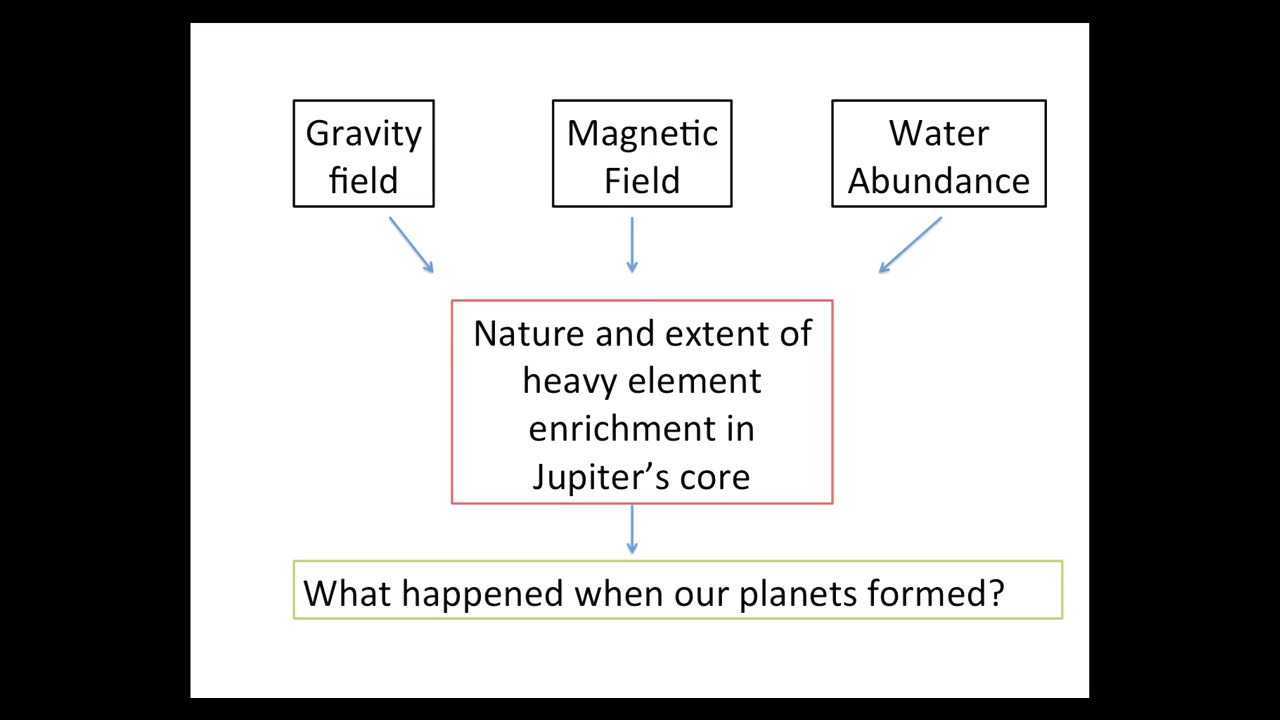 Gravity
field
Magnetic
Field
Water
Abundance
Nature and extent of
heavy element
enrichment in
Jupiter’s core
What happened when our planets formed?